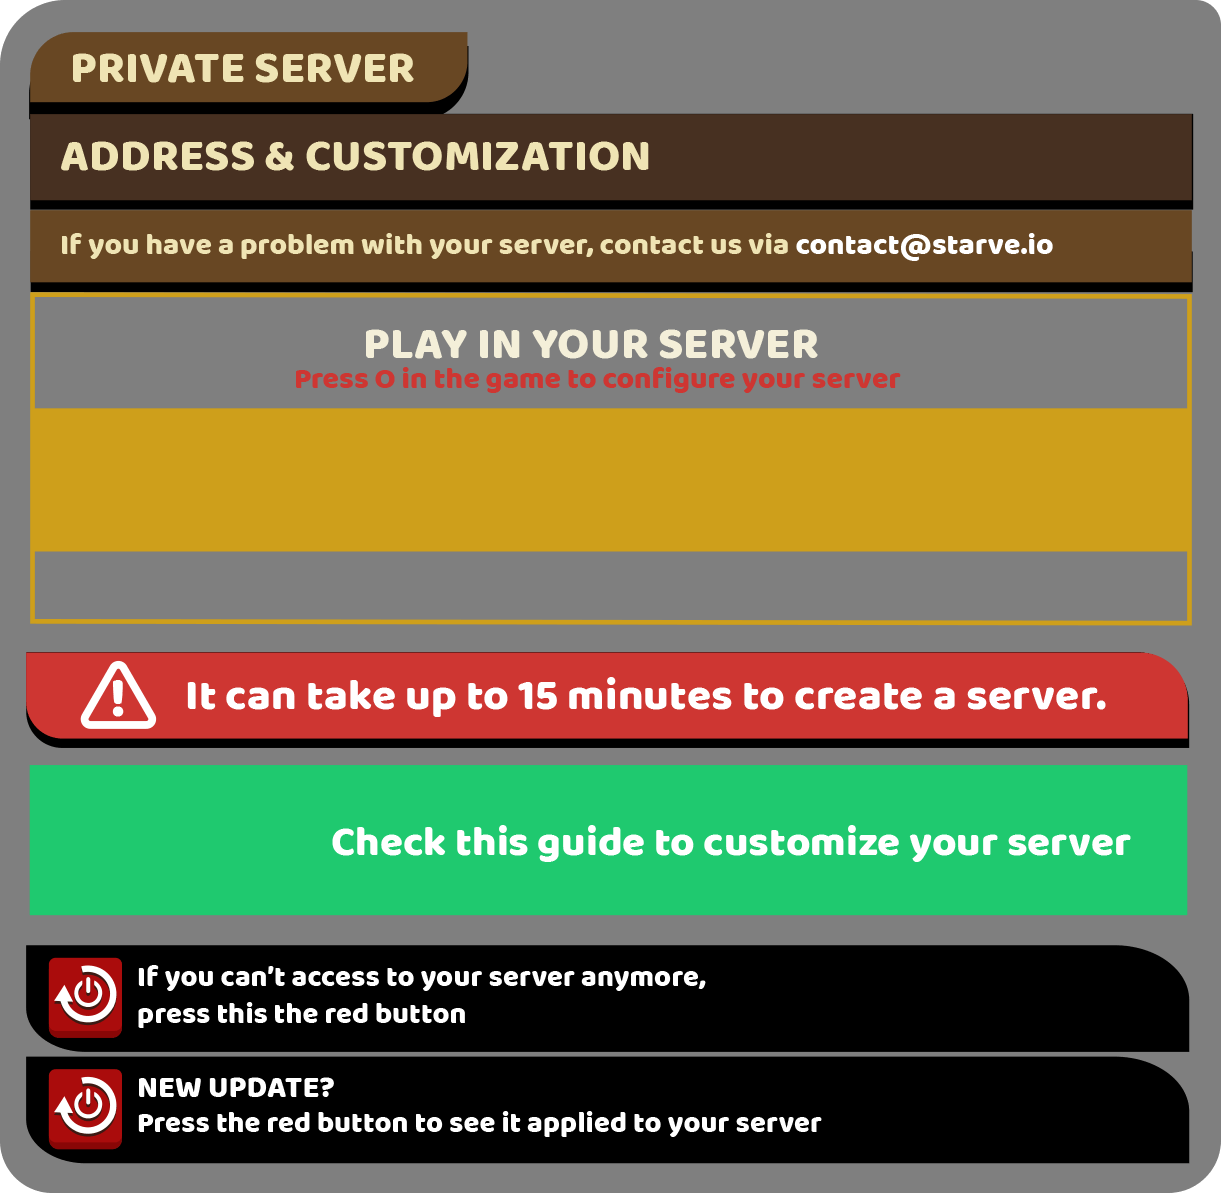 PRIVATE SERVER
ADDRESS & CUSTOMIZATION
If you have a problem with your server, contact us via contact@starve.io
PLAY IN YOUR SERVER
Press O in the game to configure your server
It can take up to 15 minutes to create a server.
Check this guide to customize your server
If you can't access to your server anymore,
press this the red button
NEW UPDATE?
Press the red button to see it applied to your server